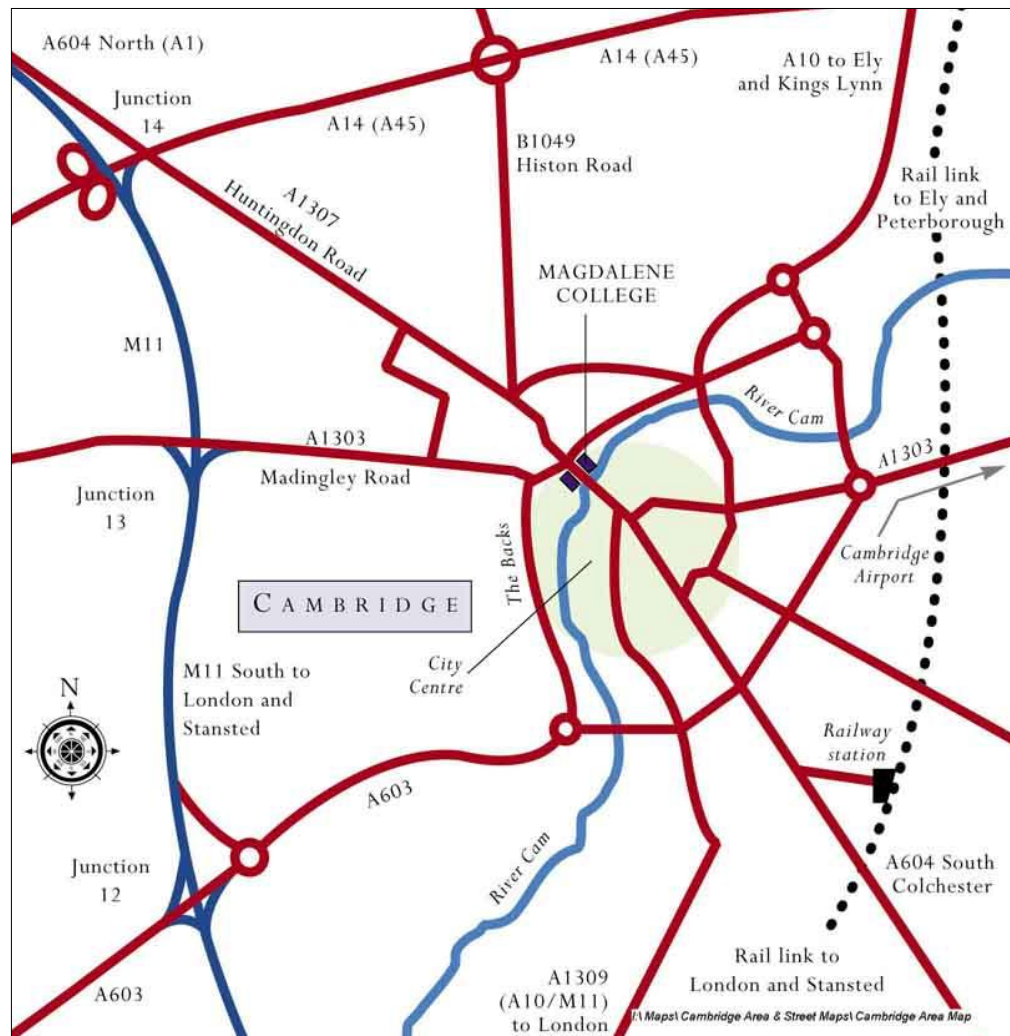 A604 North (A1)
A14 (A45)
A10 to Ely
and Kings Lynn
Junction
14
A14 (A45)
B1049
Histon Road
Rail link
to Ely and
Peterborough
A1307
Huntingdon Road
MAGDALENE
COLLEGE
M11
River Cam
A1303
Madingley Road
A1303
Junction
13
The Backs
Cambridge
Airport
CAMBRIDGE
City
Centre
M11 South to
London and
Stansted
N
Railway
station
A603
River Cam
Junction
12
A604 South
Colchester
A603
A1309
(A10/M11)
to London
Rail link to
London and Stansted
I:\ Maps\ Cambridge Area & Street Maps\ Cambridge Area Map